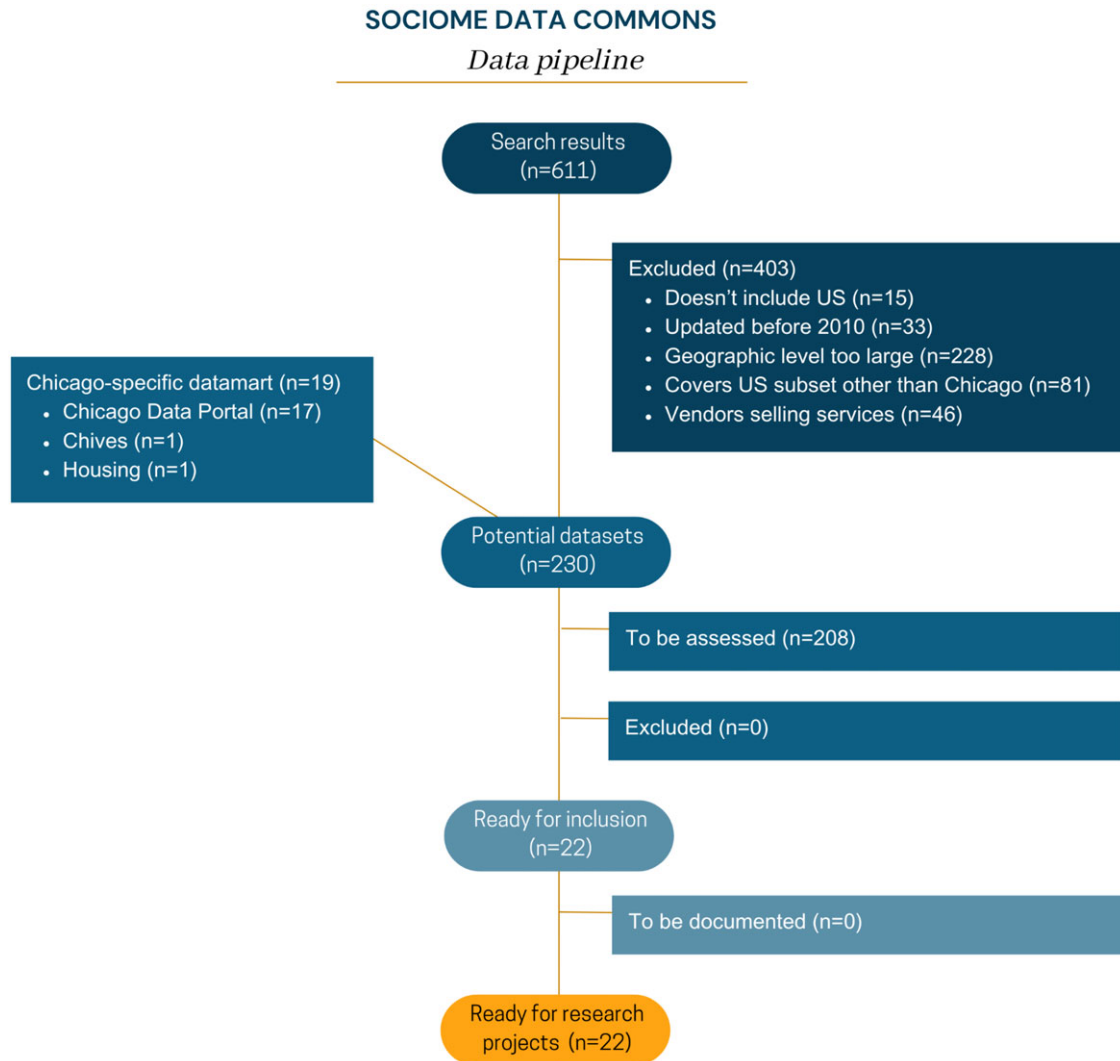 SOCIOME DATA COMMONS
Data pipeline
Search results
(n=611)
Excluded (n=403)
• Doesn't include US (n=15)
• Updated before 2010 (n=33)
• Geographic level too large (n=228)
• Covers US subset other than Chicago (n=81)
• Vendors selling services (n=46)
Chicago-specific datamart (n=19)
• Chicago Data Portal (n=17)
• Chives (n=1)
• Housing (n=1)
Potential datasets
(n=230)
To be assessed (n=208)
Excluded (n=0)
Ready for inclusion
(n=22)
To be documented (n=0)
Ready for research
projects (n=22)